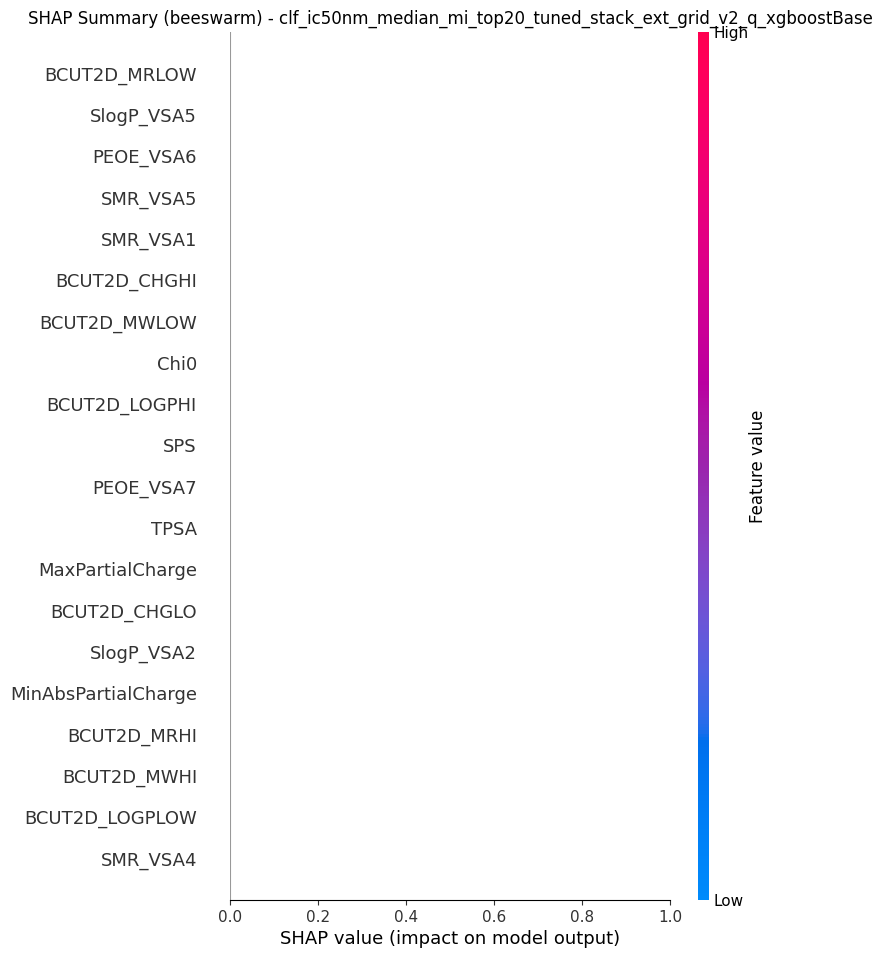 SHAP Summary (beeswarm) - clf_ic50nm_median_mi_top20_tuned_stack_ext_grid_v2_q_xgboostBase
High
BCUT2D_MRLOW
SlogP_VSA5
PEOE_VSA6
SMR_VSA5
SMR_VSA1
BCUT2D_CHGHI
BCUT2D_MWLOW
Chi0
BCUT2D_LOGPHI
SPS
PEOE_VSA7
TPSA
MaxPartialCharge
BCUT2D_CHGLO
SlogP_VSA2
MinAbsPartialCharge
BCUT2D_MRHI
BCUT2D_MWHI
BCUT2D_LOGPLOW
SMR_VSA4
Feature value
Low
0.0 0.2 0.4 0.6 0.8 1.0
SHAP value (impact on model output)